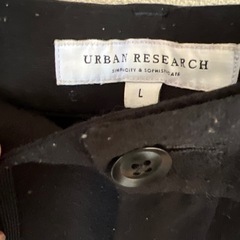 URBAN RESEARCH
SIMPLICITY & SOPHISTICATE
L